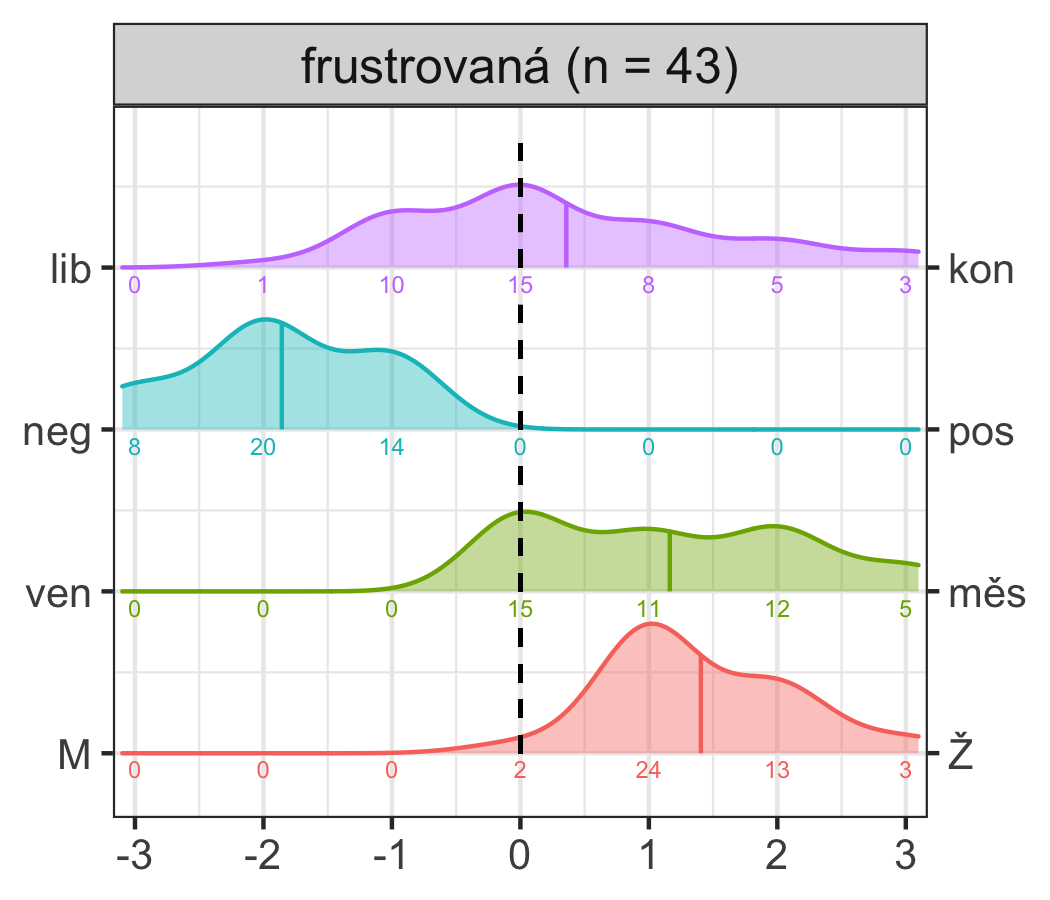 frustrovaná (n = 43)
lib kon
0 1 10 15 8 5 3
neg pos
8 20 14 0 0 0 0
ven měs
0 0 0 15 11 12 5
M Ž
0 0 0 2 24 13 3
-3 -2 -1 0 1 2 3